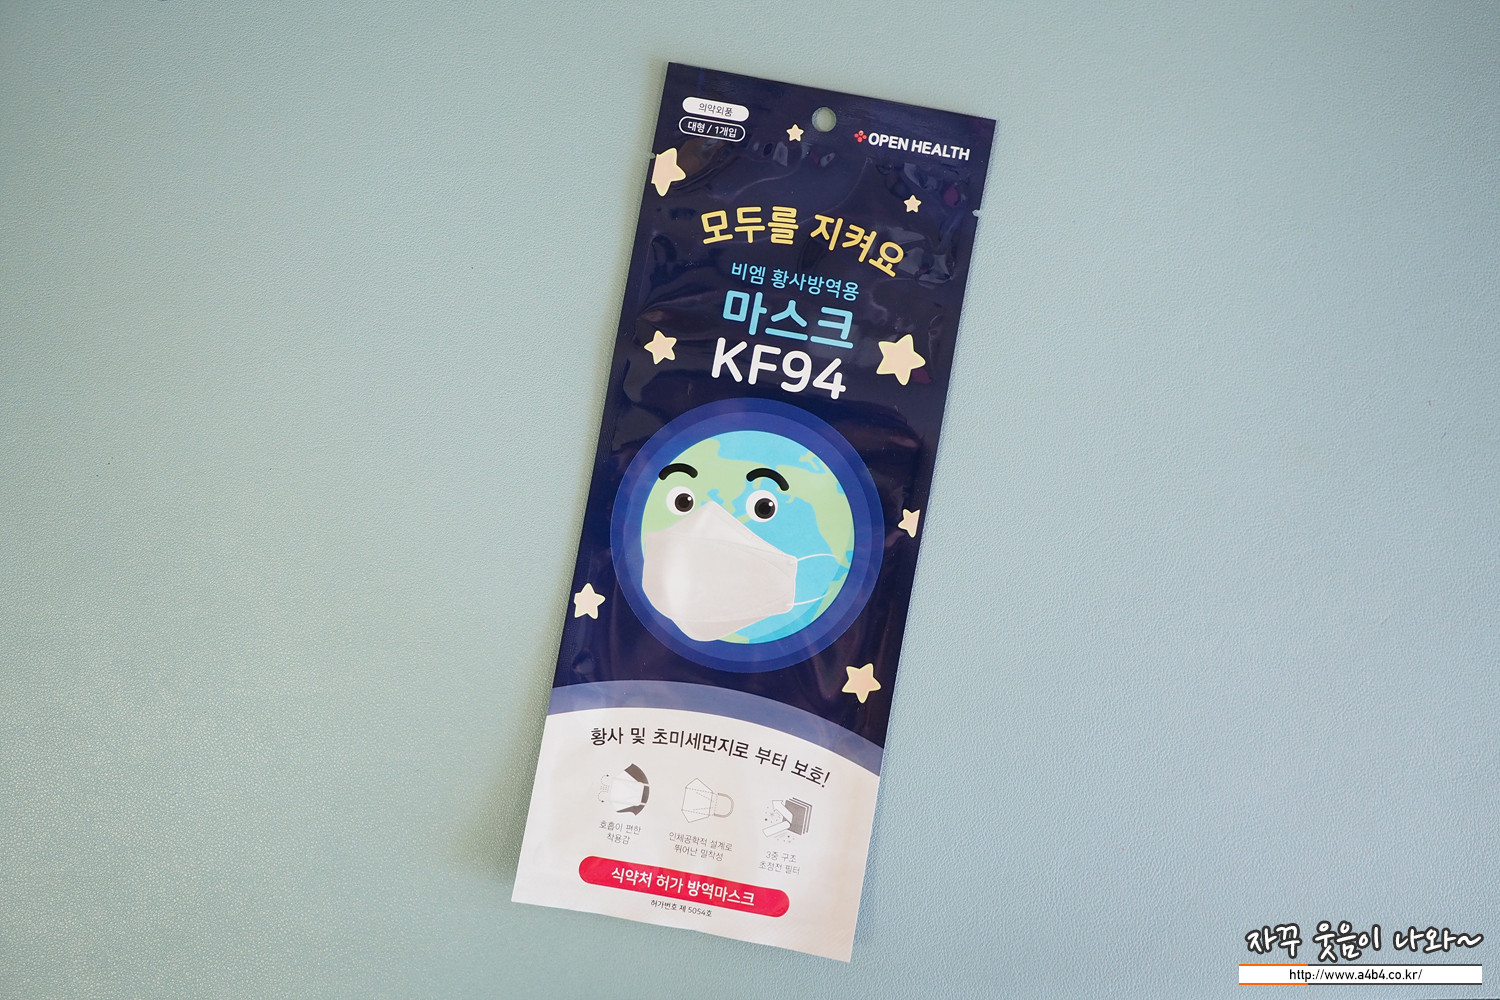 의약외품
대형 / 1개입
OPEN HEALTH
모두를 지켜요
비엠 황사방역용
마스크
KF94
황사 및 초미세먼지로 부터 보호!
호흡이 편한
착용감
인체공학적 설계로
뛰어난 밀착성
3중 구조
초정전 필터
식약처 허가 방역마스크
허가번호 제 5054호
자꾸 웃음이 나와~
http://www.a4b4.co.kr/